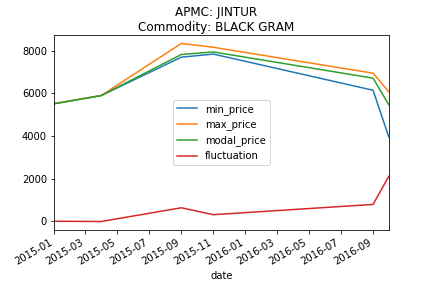 APMC: JINTUR
Commodity: BLACK GRAM
8000
6000
4000
2000
0
min_price
max_price
modal_price
fluctuation
2015-01
2015-03
2015-05
2015-07
2015-09
2015-11
2016-01
2016-03
2016-05
2016-07
2016-09
date